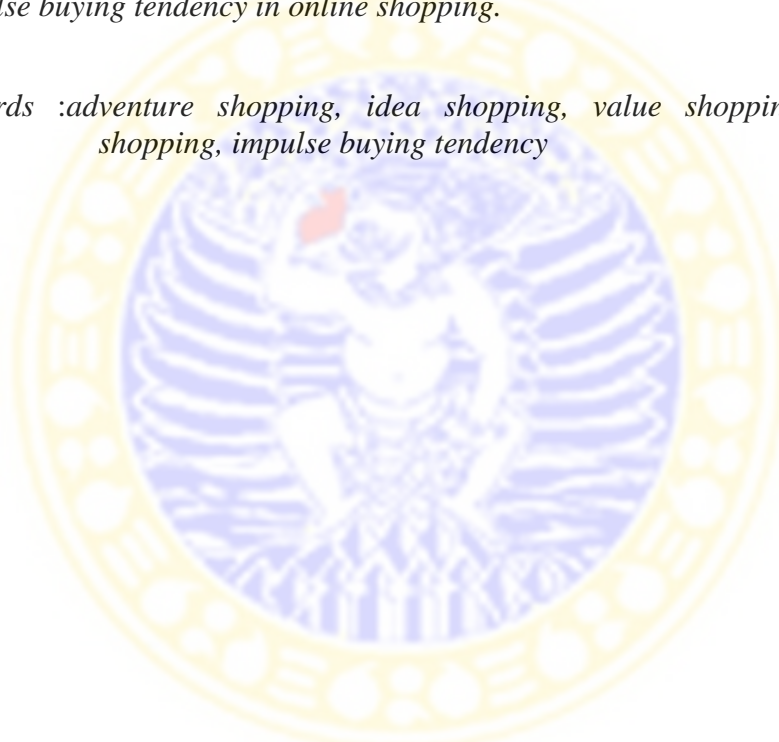 lse buying tendency in online shopping.
rds :adventure shopping, idea shopping, value shoppin
shopping, impulse buying tendency